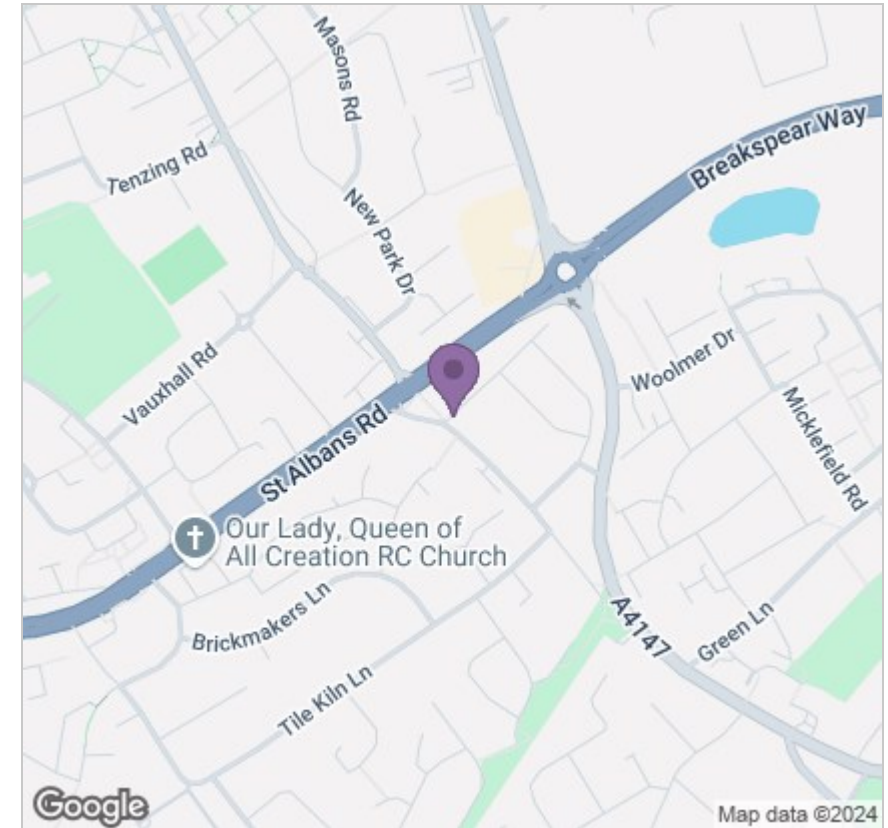 Masons Rd
Tenzing Rd
Breakspear Way
New Park Dr
Vauxhall Rd
Woolmer Dr
Micklefield Rd
St Albans Rd
Our Lady, Queen of
All Creation RC Church
Brickmakers Ln
A4147
Green Ln
Tile Kiln Ln
Google
Map data ©2024